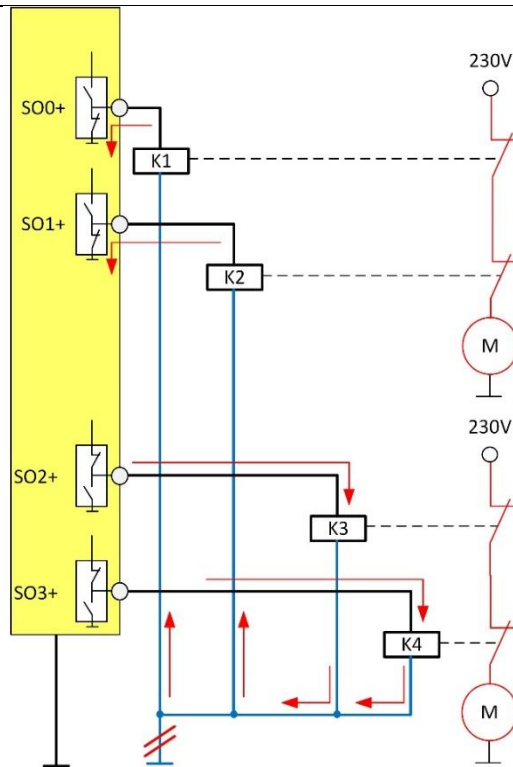 230V
SO0+
K1
SO1+
K2
M
230V
SO2+
K3
SO3+
K4
M